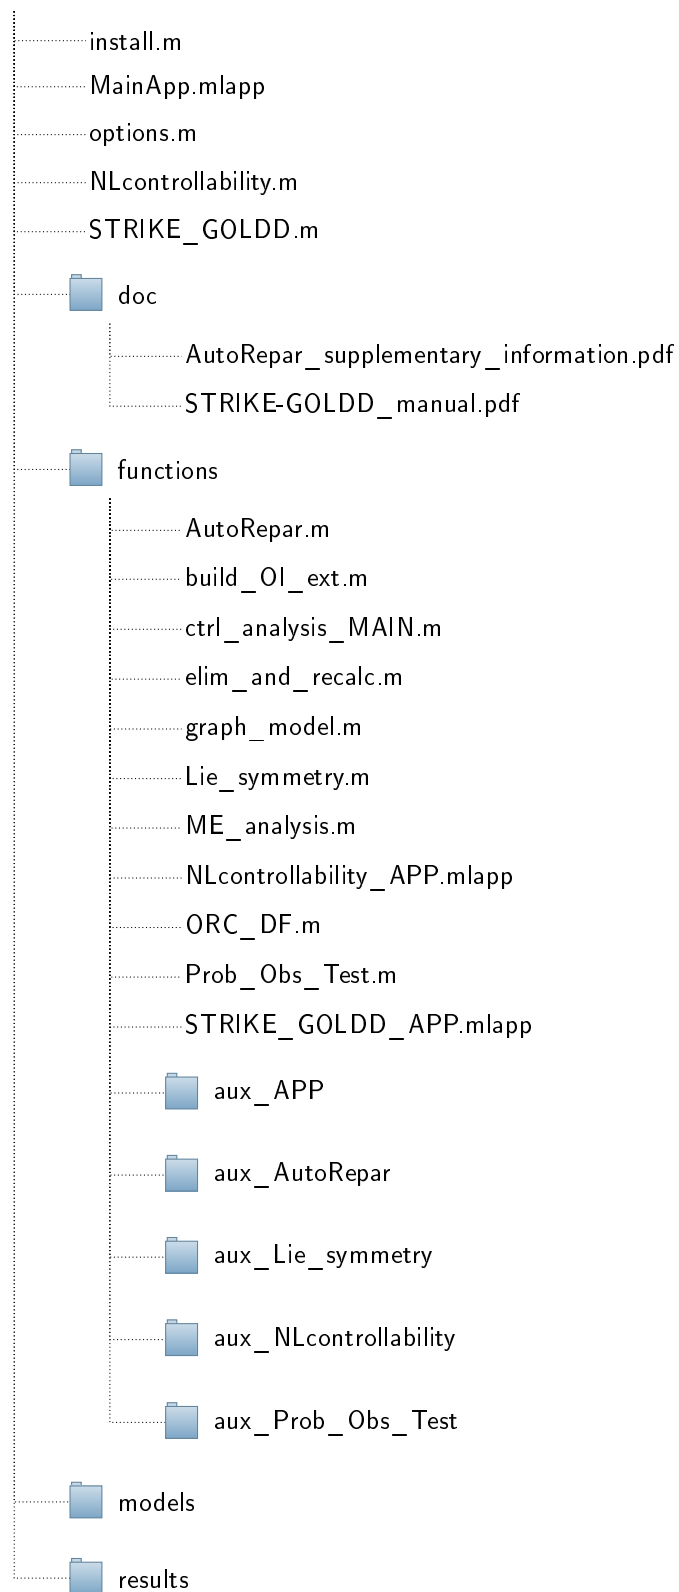 install.m
MainApp.mlapp
options.m
NLcontrollability.m
STRIKE_GOLDD.m
doc
AutoRepar_supplementary_information.pdf
STRIKE-GOLDD_manual.pdf
functions
AutoRepar.m
build_OI_ext.m
ctrl_analysis_MAIN.m
elim_and_recalc.m
graph_model.m
Lie_symmetry.m
ME_analysis.m
NLcontrollability_APP.mlapp
ORC_DF.m
Prob_Obs_Test.m
STRIKE_GOLDD_APP.mlapp
aux_APP
aux_AutoRepar
aux_Lie_symmetry
aux_NLcontrollability
aux_Prob_Obs_Test
models
results